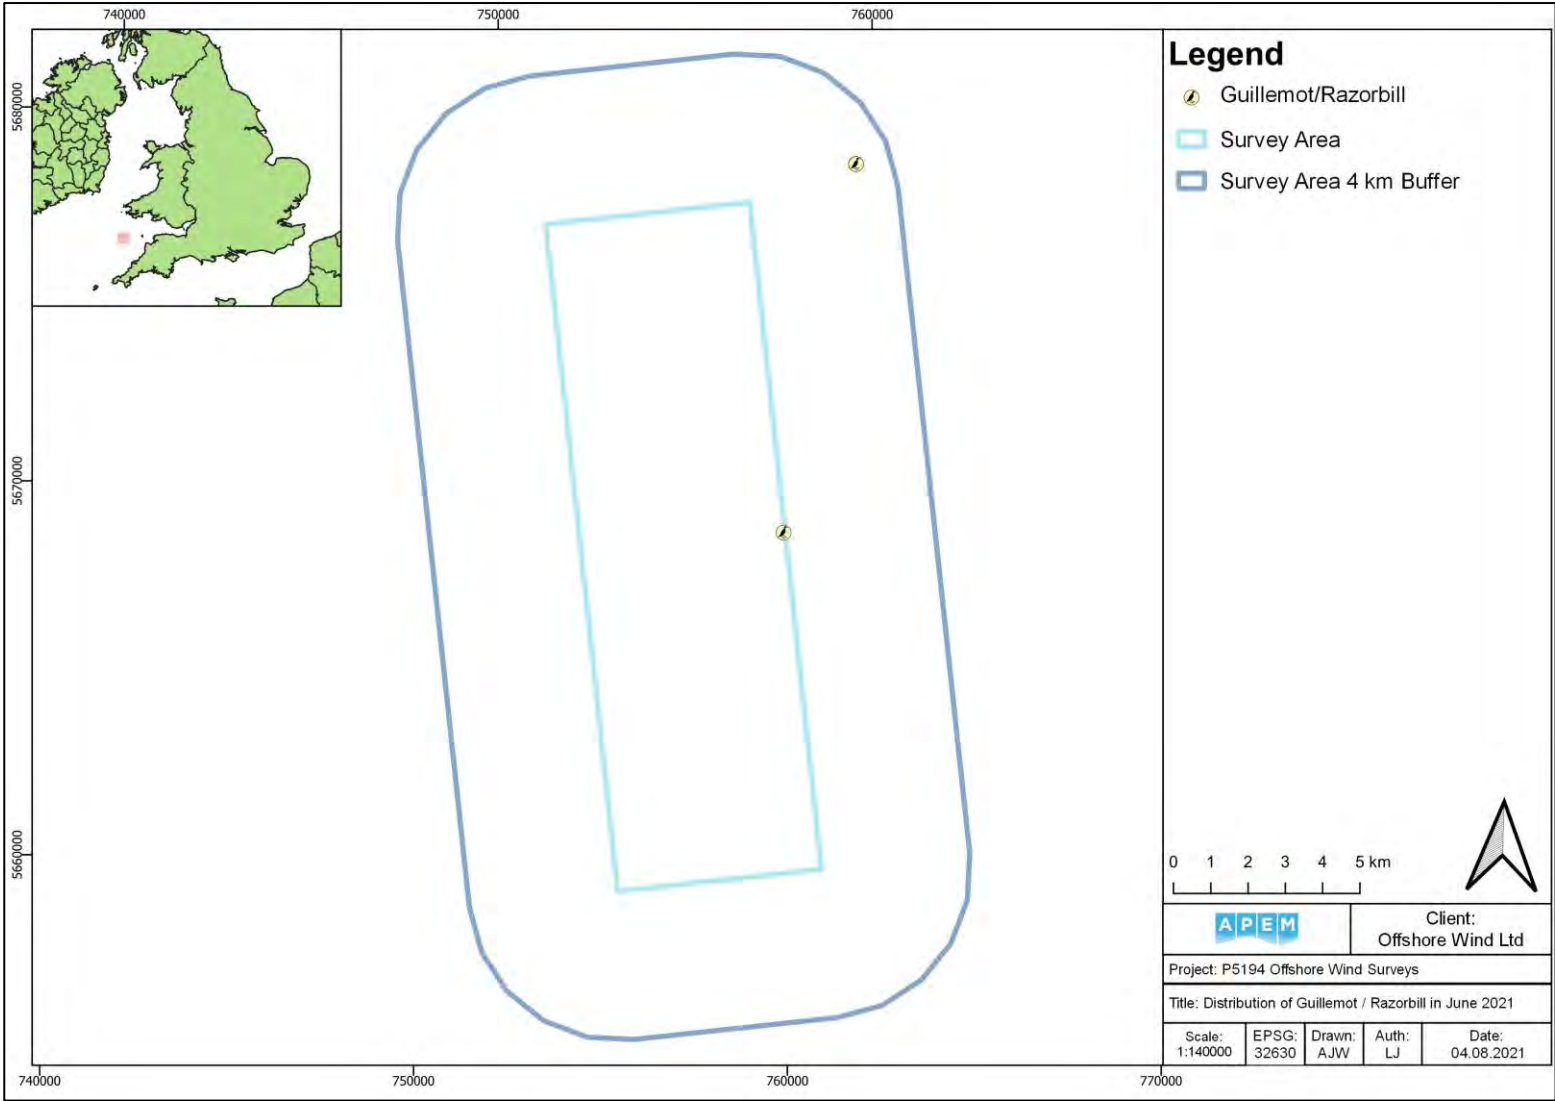 740000
750000
760000
5680000
5670000
5660000
740000
750000
760000
770000
Legend
Guillemot/Razorbill
Survey Area
Survey Area 4 km Buffer
0 1 2 3 4 5 km
APEM
Client:
Offshore Wind Ltd
Project: P5194 Offshore Wind Surveys
Title: Distribution of Guillemot / Razorbill in June 2021
Scale:
1:140000
EPSG:
32630
Drawn:
AJW
Auth:
LJ
Date:
04.08.2021